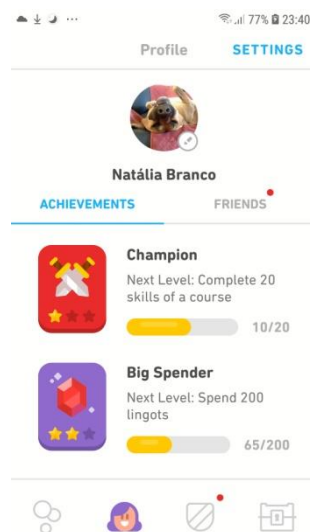 77% 23:40
Profile SETTINGS
Natália Branco
ACHIEVEMENTS FRIENDS
Champion
Next Level: Complete 20
skills of a course
10/20
Big Spender
Next Level: Spend 200
lingots
65/200